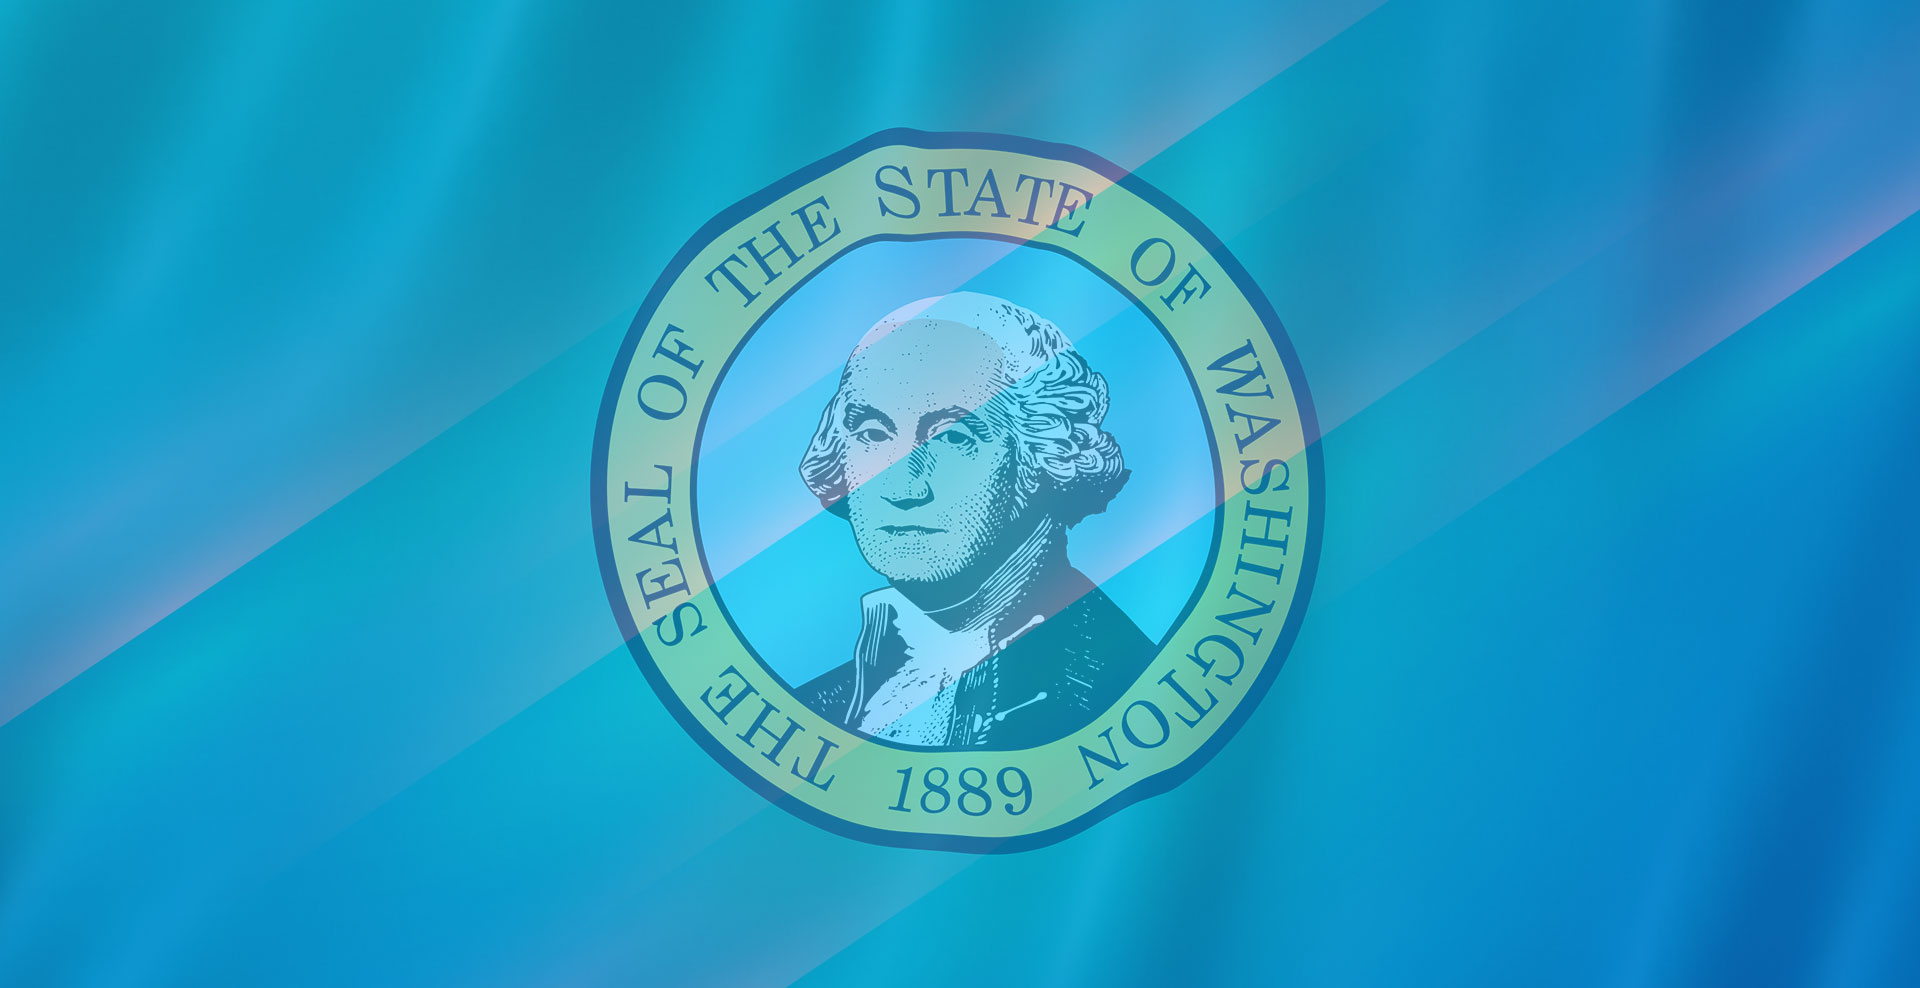 THE SEAL OF THE STATE OF WASHINGTON
1889